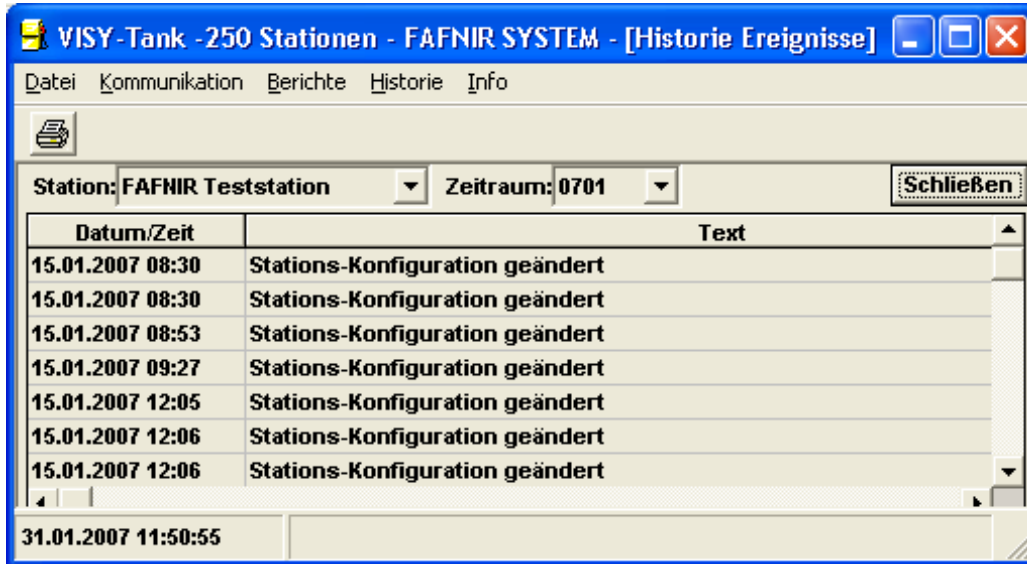 VISY-Tank -250 Stationen - FAFNIR SYSTEM - [Historie Ereignisse]
Datei Kommunikation Berichte Historie Info
Station: FAFNIR Teststation Zeitraum: 0701 Schließen
Datum/Zeit Text
15.01.2007 08:30 Stations-Konfiguration geändert
15.01.2007 08:30 Stations-Konfiguration geändert
15.01.2007 08:53 Stations-Konfiguration geändert
15.01.2007 09:27 Stations-Konfiguration geändert
15.01.2007 12:05 Stations-Konfiguration geändert
15.01.2007 12:06 Stations-Konfiguration geändert
15.01.2007 12:06 Stations-Konfiguration geändert
31.01.2007 11:50:55